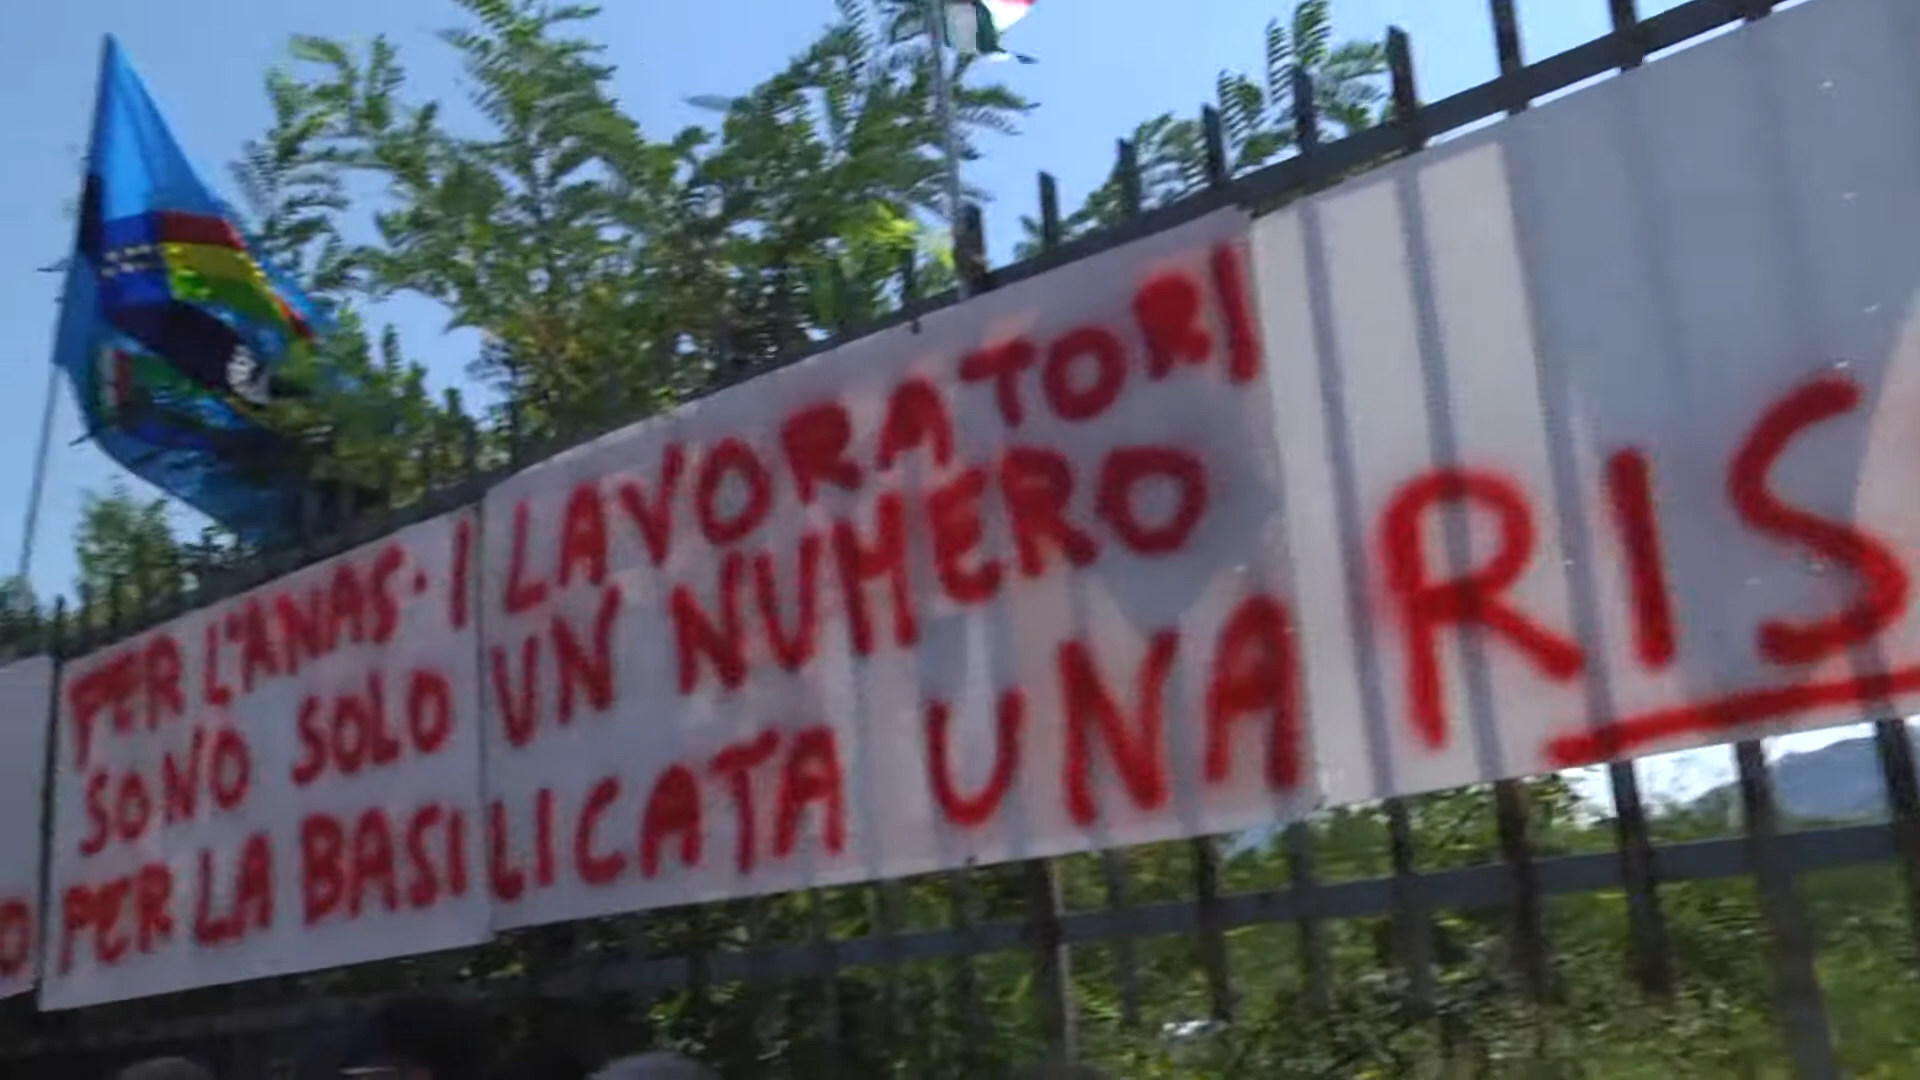 PER L'ANAS. I LAVORATORI
SONO SOLO UN NUMERO
PER LA BASILICATA UNA RIS
O